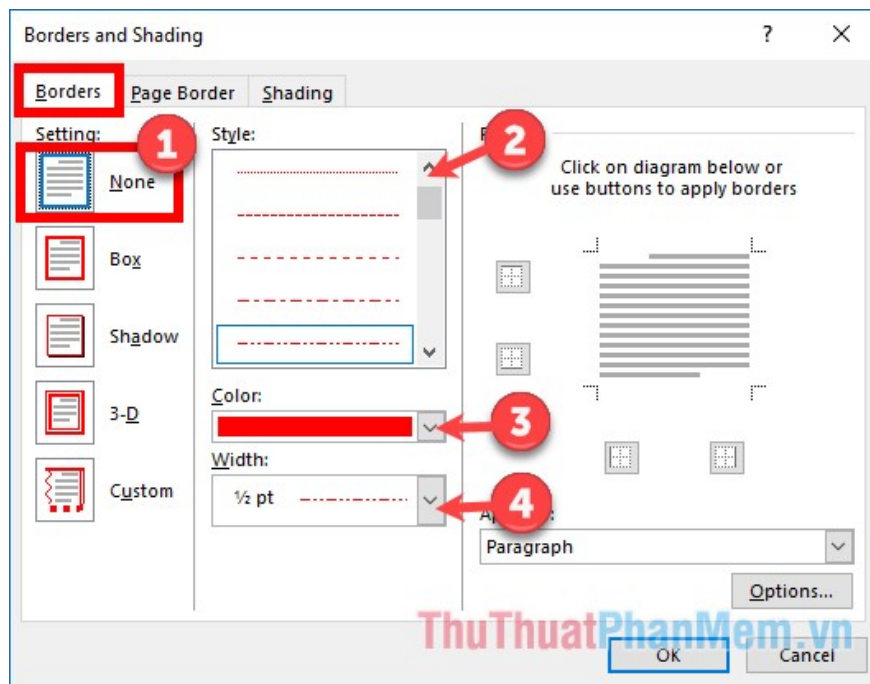 Borders and Shading
?
Borders
Page Border
Shading
Setting:
1
None
Box
Shadow
3-D
Custom
Style:
2
Color:
3
Width:
½ pt
4
Click on diagram below or
use buttons to apply borders
Paragraph
Options...
ThuThuatPhanMem.vn
OK
Cancel